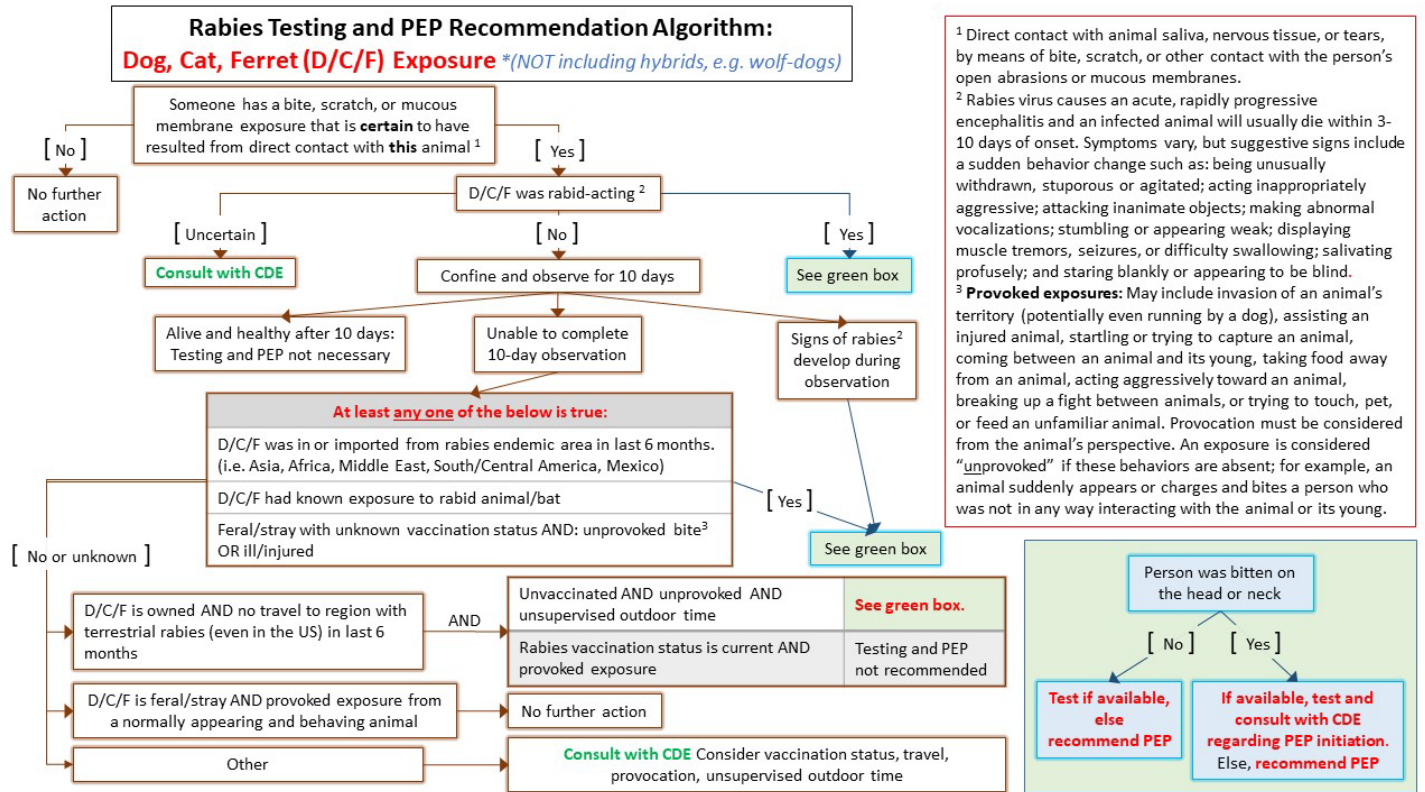 Rabies Testing and PEP Recommendation Algorithm:
Dog, Cat, Ferret (D/C/F) Exposure *(NOT including hybrids, e.g. wolf-dogs)
Someone has a bite, scratch, or mucous
membrane exposure that is certain to have
resulted from direct contact with this animal ¹
[ No ]
[ Yes ]
No further
action
D/C/F was rabid-acting ²
[ Uncertain ]
[ No ]
[ Yes ]
Consult with CDE
Confine and observe for 10 days
See green box
Alive and healthy after 10 days:
Testing and PEP not necessary
Unable to complete
10-day observation
Signs of rabies²
develop during
observation
At least any one of the below is true:
D/C/F was in or imported from rabies endemic area in last 6 months.
(i.e. Asia, Africa, Middle East, South/Central America, Mexico)
D/C/F had known exposure to rabid animal/bat
Feral/stray with unknown vaccination status AND: unprovoked bite³
OR ill/injured
[ Yes ]
See green box
[ No or unknown ]
D/C/F is owned AND no travel to region with
terrestrial rabies (even in the US) in last 6
months
AND
Unvaccinated AND unprovoked AND
unsupervised outdoor time
See green box.
Rabies vaccination status is current AND
provoked exposure
Testing and PEP
not recommended
D/C/F is feral/stray AND provoked exposure from
a normally appearing and behaving animal
No further action
Other
Consult with CDE Consider vaccination status, travel,
provocation, unsupervised outdoor time
¹ Direct contact with animal saliva, nervous tissue, or tears,
by means of bite, scratch, or other contact with the person’s
open abrasions or mucous membranes.
² Rabies virus causes an acute, rapidly progressive
encephalitis and an infected animal will usually die within 3-
10 days of onset. Symptoms vary, but suggestive signs include
a sudden behavior change such as: being unusually
withdrawn, stuporous or agitated; acting inappropriately
aggressive; attacking inanimate objects; making abnormal
vocalizations; stumbling or appearing weak; displaying
muscle tremors, seizures, or difficulty swallowing; salivating
profusely; and staring blankly or appearing to be blind.
³ Provoked exposures: May include invasion of an animal’s
territory (potentially even running by a dog), assisting an
injured animal, startling or trying to capture an animal,
coming between an animal and its young, taking food away
from an animal, acting aggressively toward an animal,
breaking up a fight between animals, or trying to touch, pet,
or feed an unfamiliar animal. Provocation must be considered
from the animal’s perspective. An exposure is considered
“unprovoked” if these behaviors are absent; for example, an
animal suddenly appears or charges and bites a person who
was not in any way interacting with the animal or its young.
Person was bitten on
the head or neck
[ No ]
[ Yes ]
Test if available,
else
recommend PEP
If available, test and
consult with CDE
regarding PEP initiation.
Else, recommend PEP